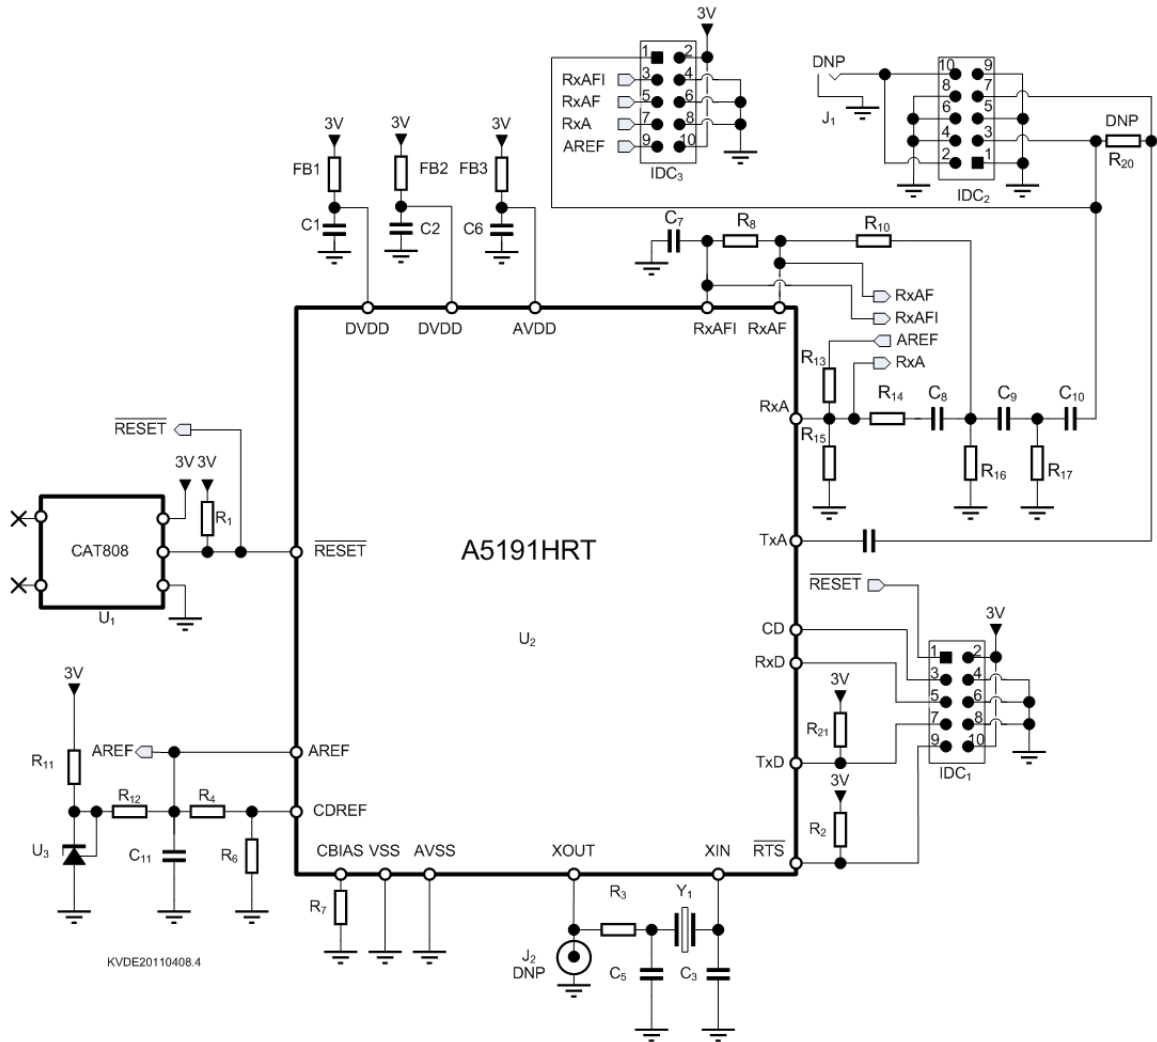 3V
1 2
RxAFI 3 4
RxAF 5 6
RxA 7 8
AREF 9 10
IDC3
DNP
J1
10 9
8 7
6 5
4 3
2 1
IDC2
DNP
R20
3V 3V 3V
FB1 FB2 FB3
C1 C2 C6
C7 R8 R10
DVDD DVDD AVDD RxAFI RxAF
RxAF
RxAFI
AREF
RxA
R13
RxA
R14 C8 C9 C10
R15 R16 R17
RESET
3V 3V
R1
CAT808
U1
RESET
A5191HRT
U2
TxA
RESET
CD
RxD
3V
1 2
3 4
5 6
7 8
9 10
IDC1
3V
R21
TxD
3V
R2
RTS
3V
R11
AREF
AREF
R12 R4
CDREF
U3 C11 R6
CBIAS VSS AVSS XOUT XIN
R7
R3 Y1
J2
DNP
C5 C3
KVDE20110408.4